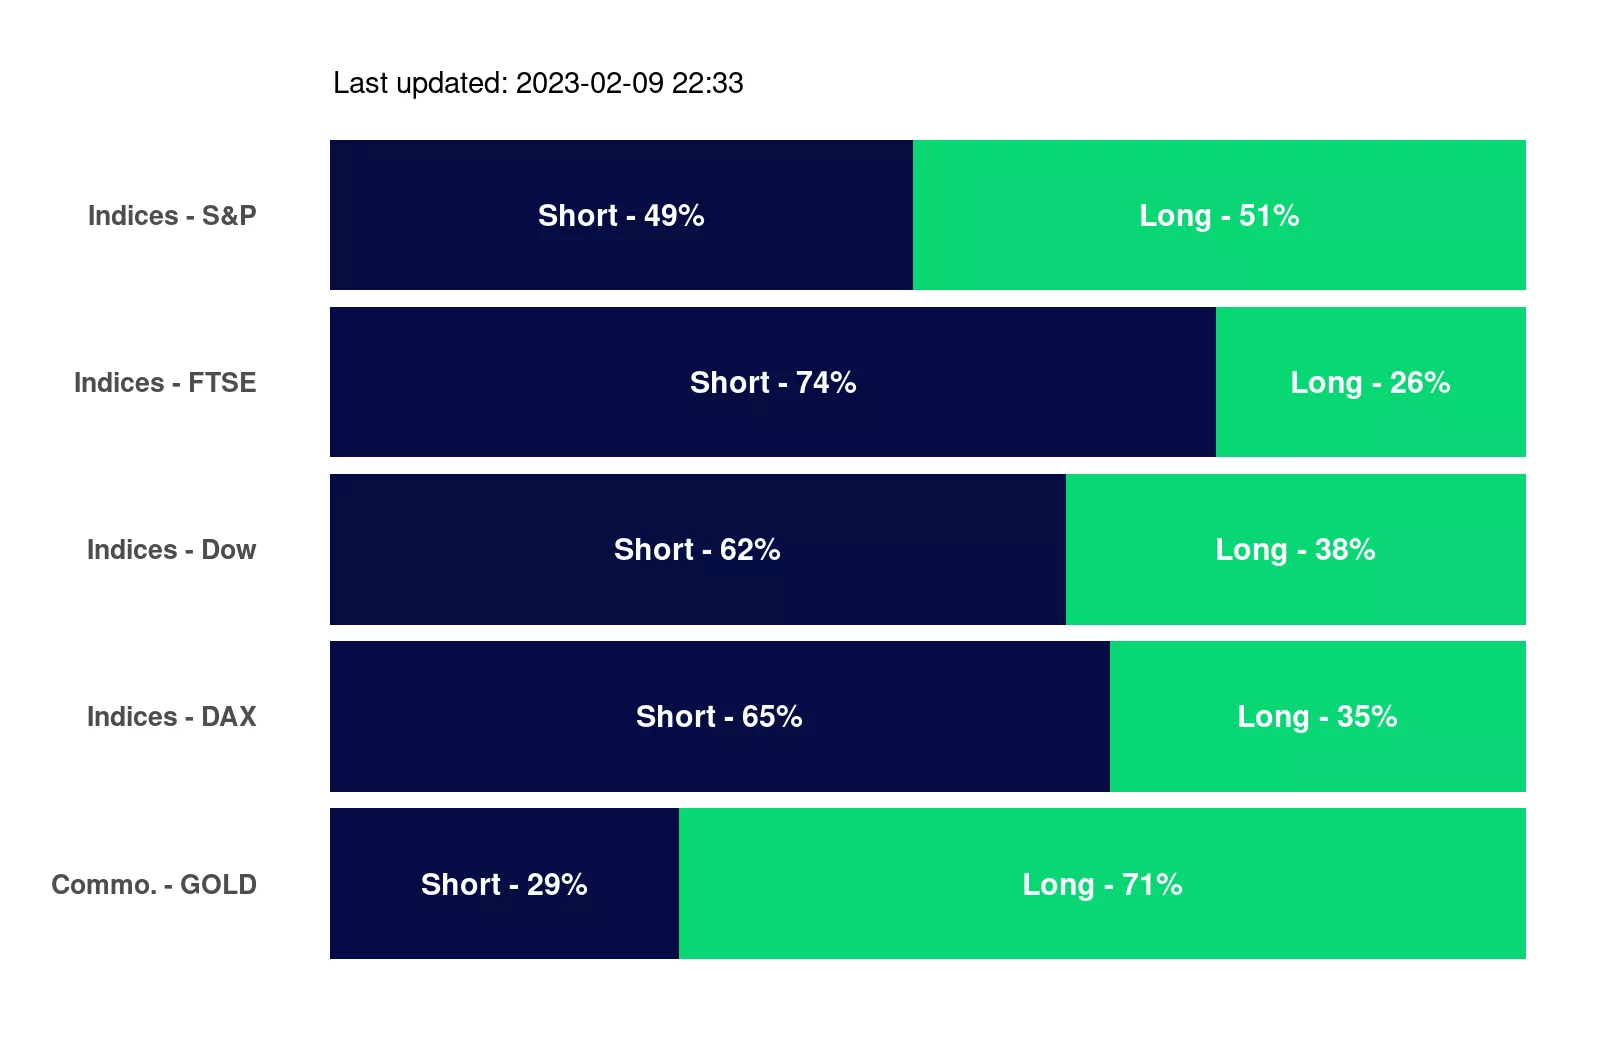 Last updated: 2023-02-09 22:33
Indices - S&P Short - 49% Long - 51%
Indices - FTSE Short - 74% Long - 26%
Indices - Dow Short - 62% Long - 38%
Indices - DAX Short - 65% Long - 35%
Commo. - GOLD Short - 29% Long - 71%